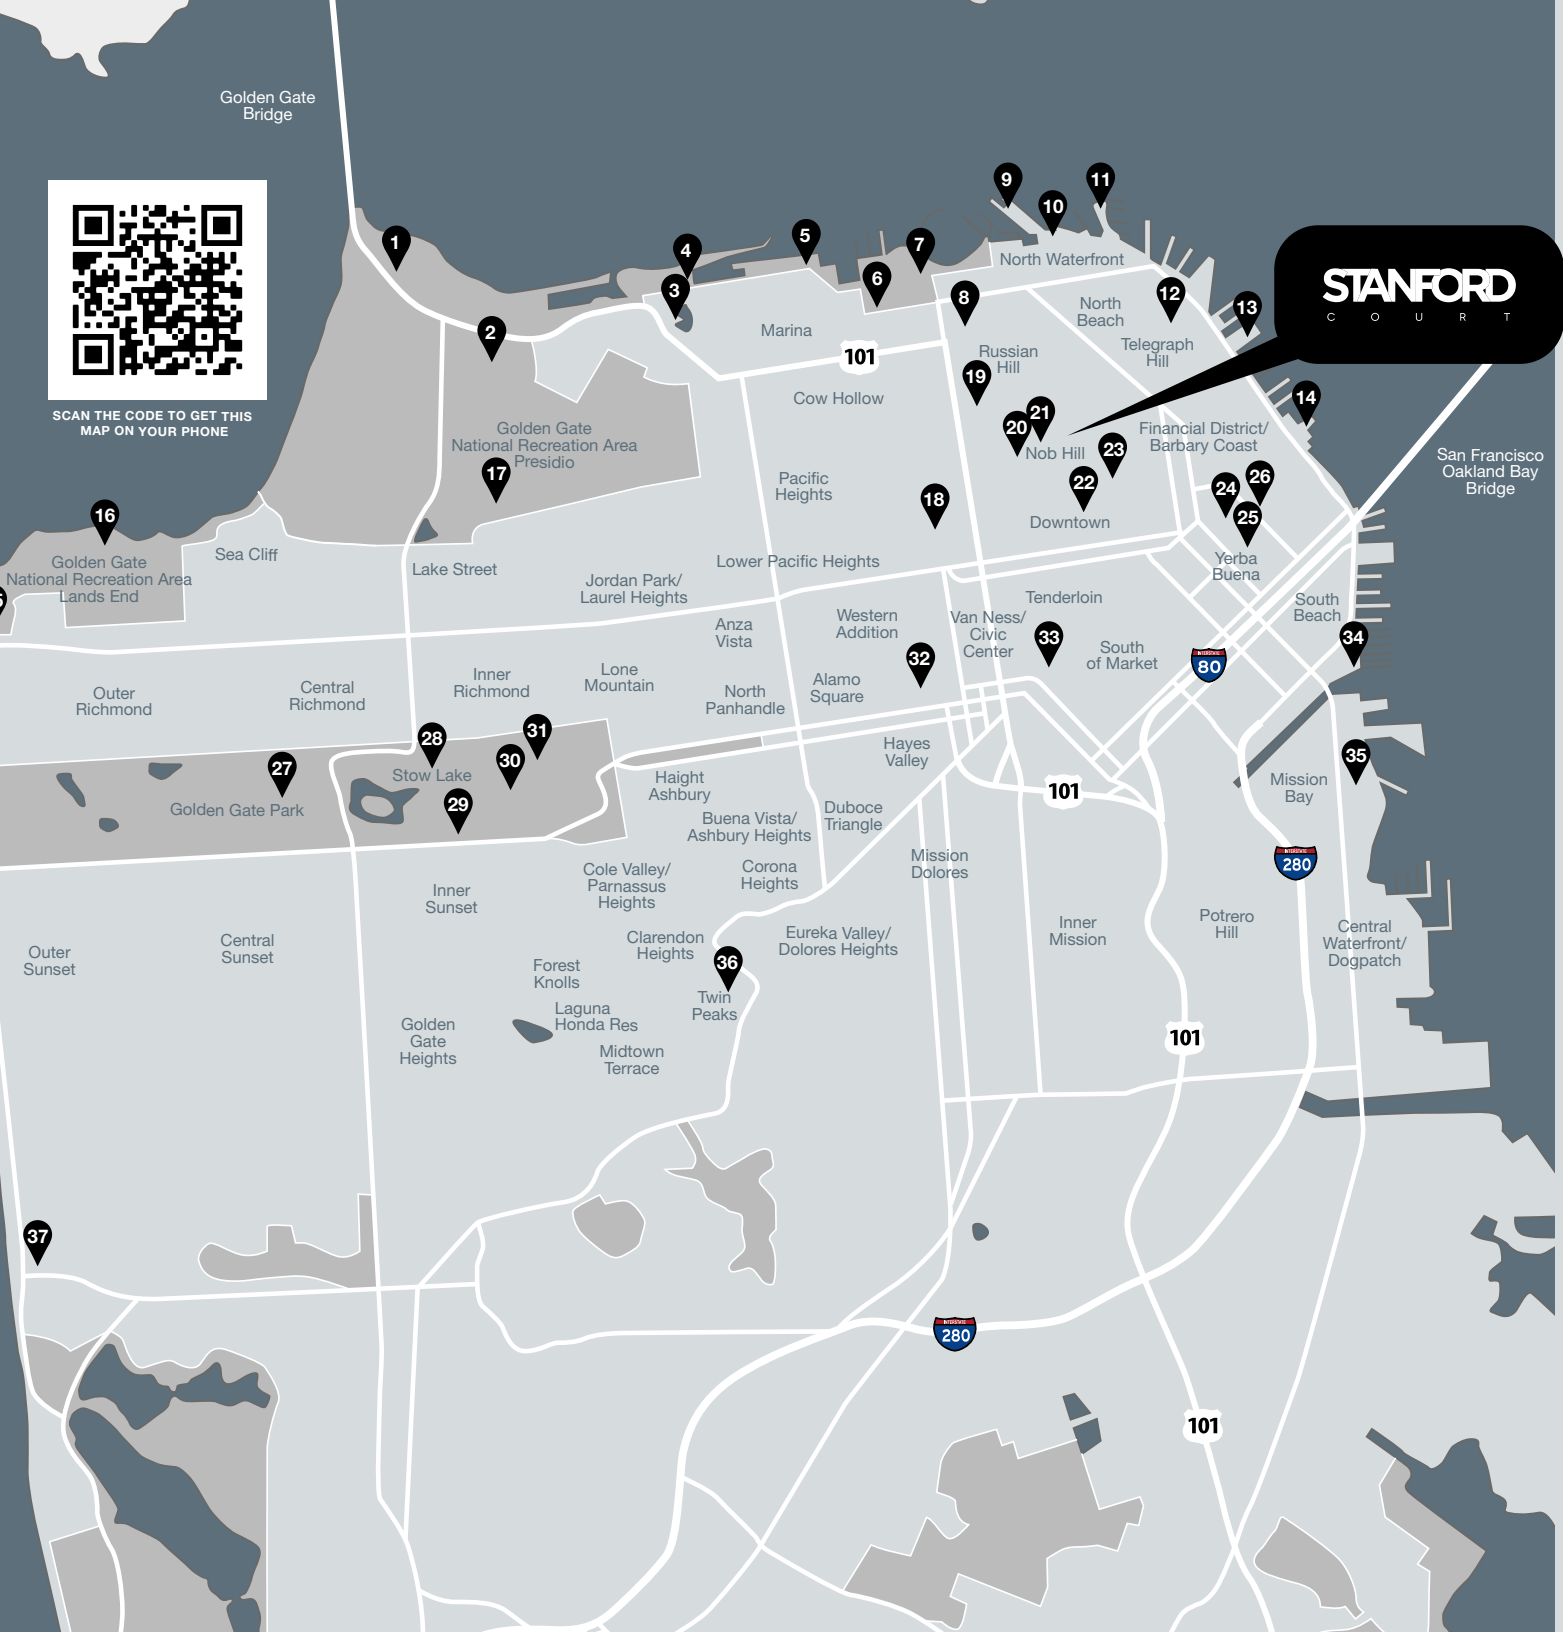 Golden Gate
Bridge
SCAN THE CODE TO GET THIS
MAP ON YOUR PHONE
1
2
3
4
5
6
7
8
9
10
11
North Waterfront
12
13
STANFORD
COURT
14
North
Beach
Telegraph
Hill
Marina
101
Russian
Hill
19
Cow Hollow
20
21
Nob Hill
23
Financial District/
Barbary Coast
San Francisco
Oakland Bay
Bridge
Golden Gate
National Recreation Area
Presidio
17
Pacific
Heights
18
22
Downtown
24
26
25
Yerba
Buena
16
Golden Gate
National Recreation Area
Lands End
Sea Cliff
Lake Street
Lower Pacific Heights
Jordan Park/
Laurel Heights
Anza
Vista
Western
Addition
Van Ness/
Civic
Center
Tenderloin
33
South
of Market
South
Beach
34
INTERSTATE
80
32
Outer
Richmond
Central
Richmond
Inner
Richmond
Lone
Mountain
North
Panhandle
Alamo
Square
Hayes
Valley
28
31
30
27
Stow Lake
29
Golden Gate Park
Haight
Ashbury
Buena Vista/
Ashbury Heights
Duboce
Triangle
101
35
Mission
Bay
INTERSTATE
280
Cole Valley/
Parnassus
Heights
Corona
Heights
Mission
Dolores
Inner
Sunset
Central
Sunset
Outer
Sunset
Clarendon
Heights
Eureka Valley/
Dolores Heights
Inner
Mission
Potrero
Hill
Central
Waterfront/
Dogpatch
36
Twin
Peaks
Forest
Knolls
Laguna
Honda Res
Golden
Gate
Heights
Midtown
Terrace
101
37
INTERSTATE
280
101